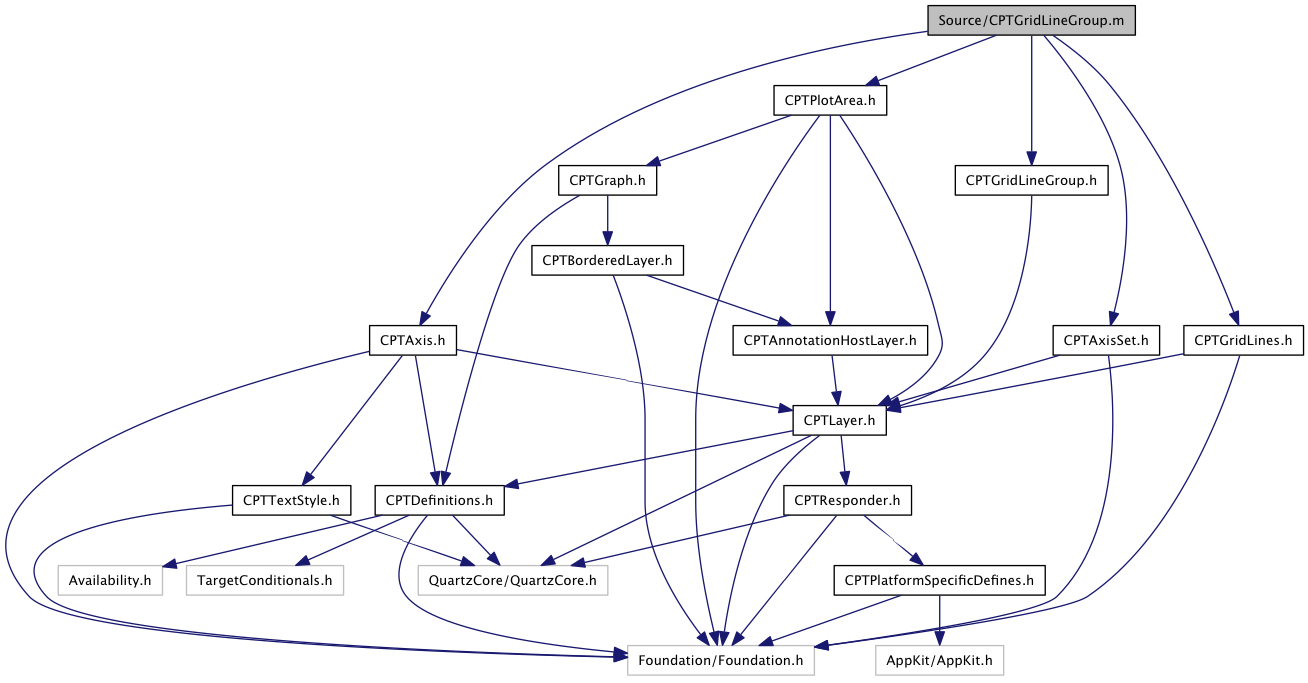 Source/CPTGridLineGroup.m
CPTPlotArea.h
CPTGraph.h
CPTGridLineGroup.h
CPTBorderedLayer.h
CPTAxis.h
CPTAnnotationHostLayer.h
CPTAxisSet.h
CPTGridLines.h
CPTLayer.h
CPTTextStyle.h
CPTDefinitions.h
CPTResponder.h
Availability.h
TargetConditionals.h
QuartzCore/QuartzCore.h
CPTPlatformSpecificDefines.h
Foundation/Foundation.h
AppKit/AppKit.h